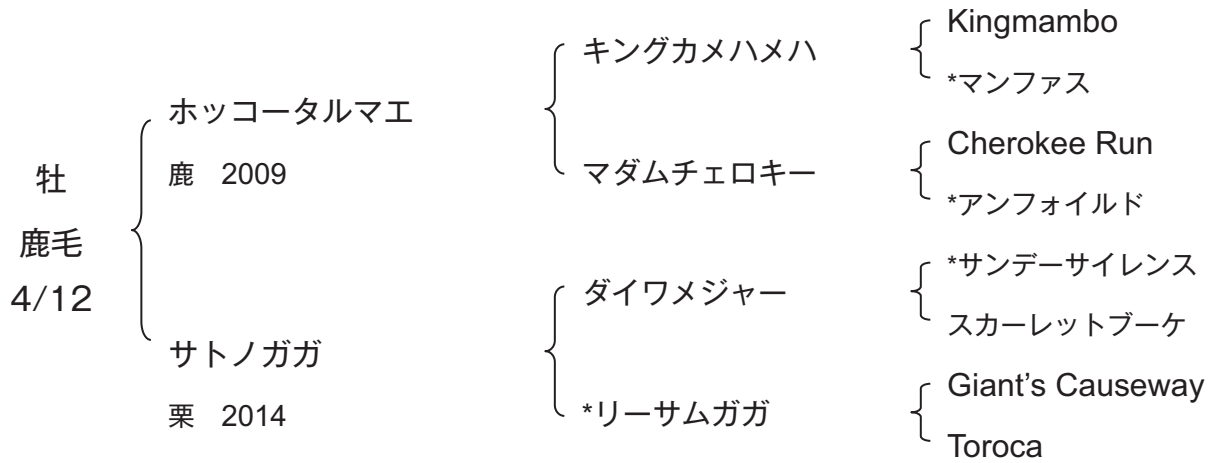 牡
鹿毛
4/12
ホッコータルマエ
鹿 2009
サトノガガ
栗 2014
キングカメハメハ
マダムチェロキー
ダイワメジャー
*リーサムガガ
Kingmambo
*マンファス
Cherokee Run
*アンフォイルド
*サンデーサイレンス
スカーレットブーケ
Giant’s Causeway
Toroca